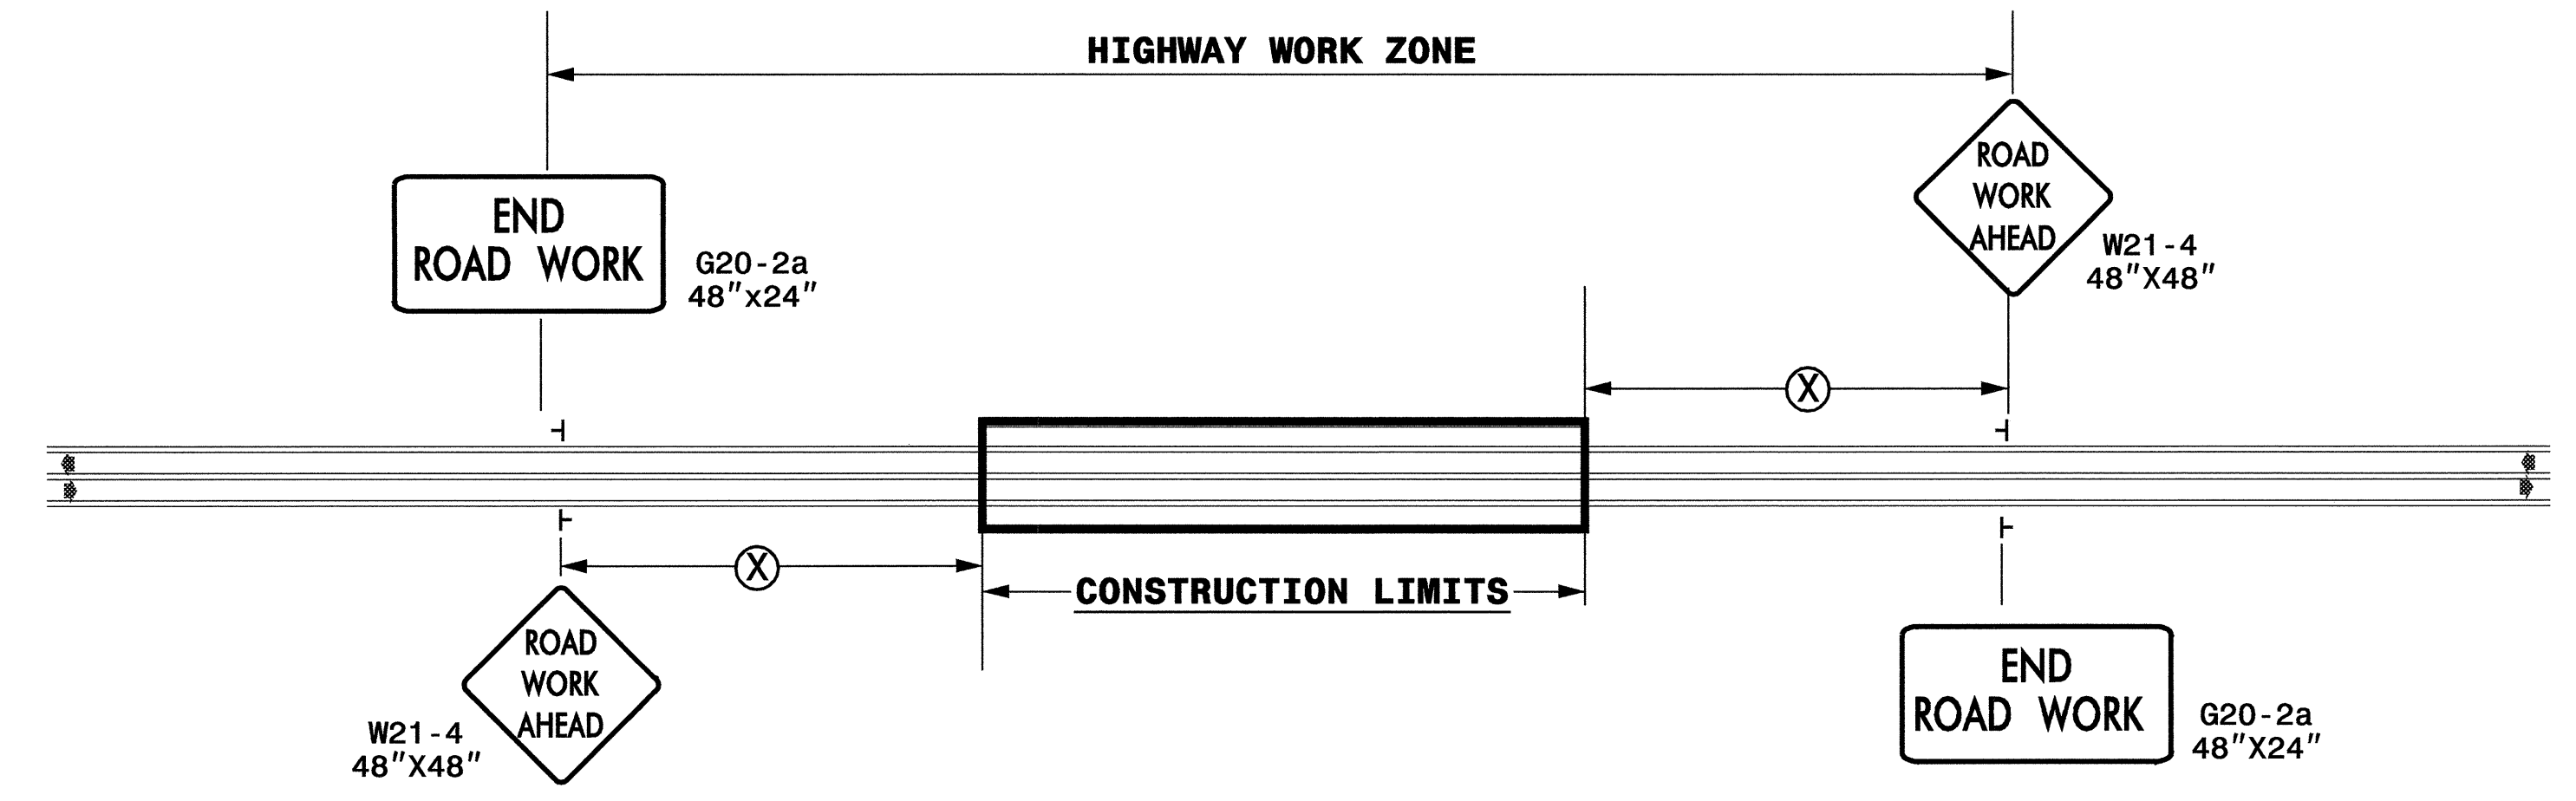 HIGHWAY WORK ZONE
END
ROAD WORK
G20-2a
48"x24"
ROAD
WORK
AHEAD
W21-4
48"X48"
X
X
CONSTRUCTION LIMITS
ROAD
WORK
AHEAD
W21-4
48"X48"
END
ROAD WORK
G20-2a
48"X24"